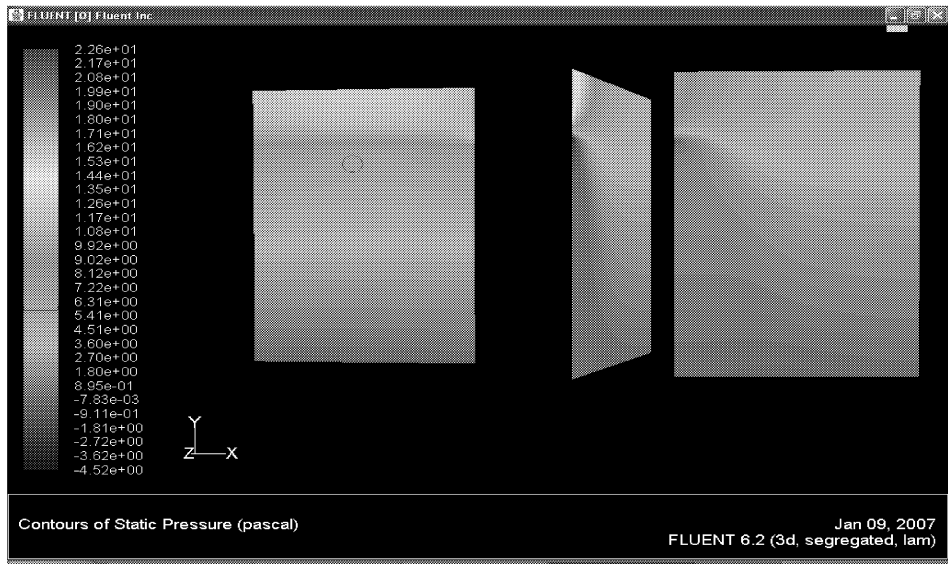 FLUENT [0] Fluent Inc
2.26e+01
2.17e+01
2.08e+01
1.99e+01
1.90e+01
1.80e+01
1.71e+01
1.62e+01
1.53e+01
1.44e+01
1.35e+01
1.26e+01
1.17e+01
1.08e+01
9.92e+00
9.02e+00
8.12e+00
7.22e+00
6.31e+00
5.41e+00
4.51e+00
3.60e+00
2.70e+00
1.80e+00
8.95e-01
-7.83e-03
-9.11e-01
-1.81e+00
-2.72e+00
-3.62e+00
-4.52e+00
Y
Z X
Contours of Static Pressure (pascal)
Jan 09, 2007
FLUENT 6.2 (3d, segregated, lam)